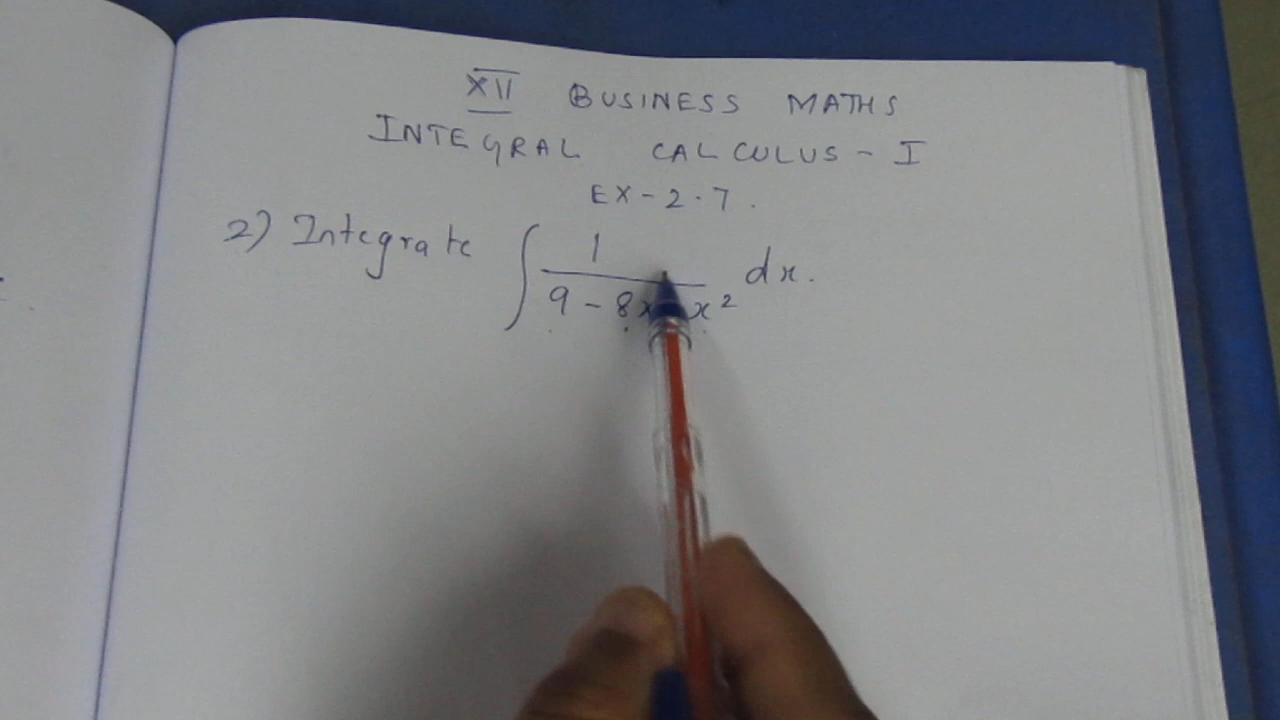 XII BUSINESS MATHS
INTEGRAL CALCULUS - I
EX - 2.7.
2) Integrate ∫ 1 / 9 - 8x x² dx.